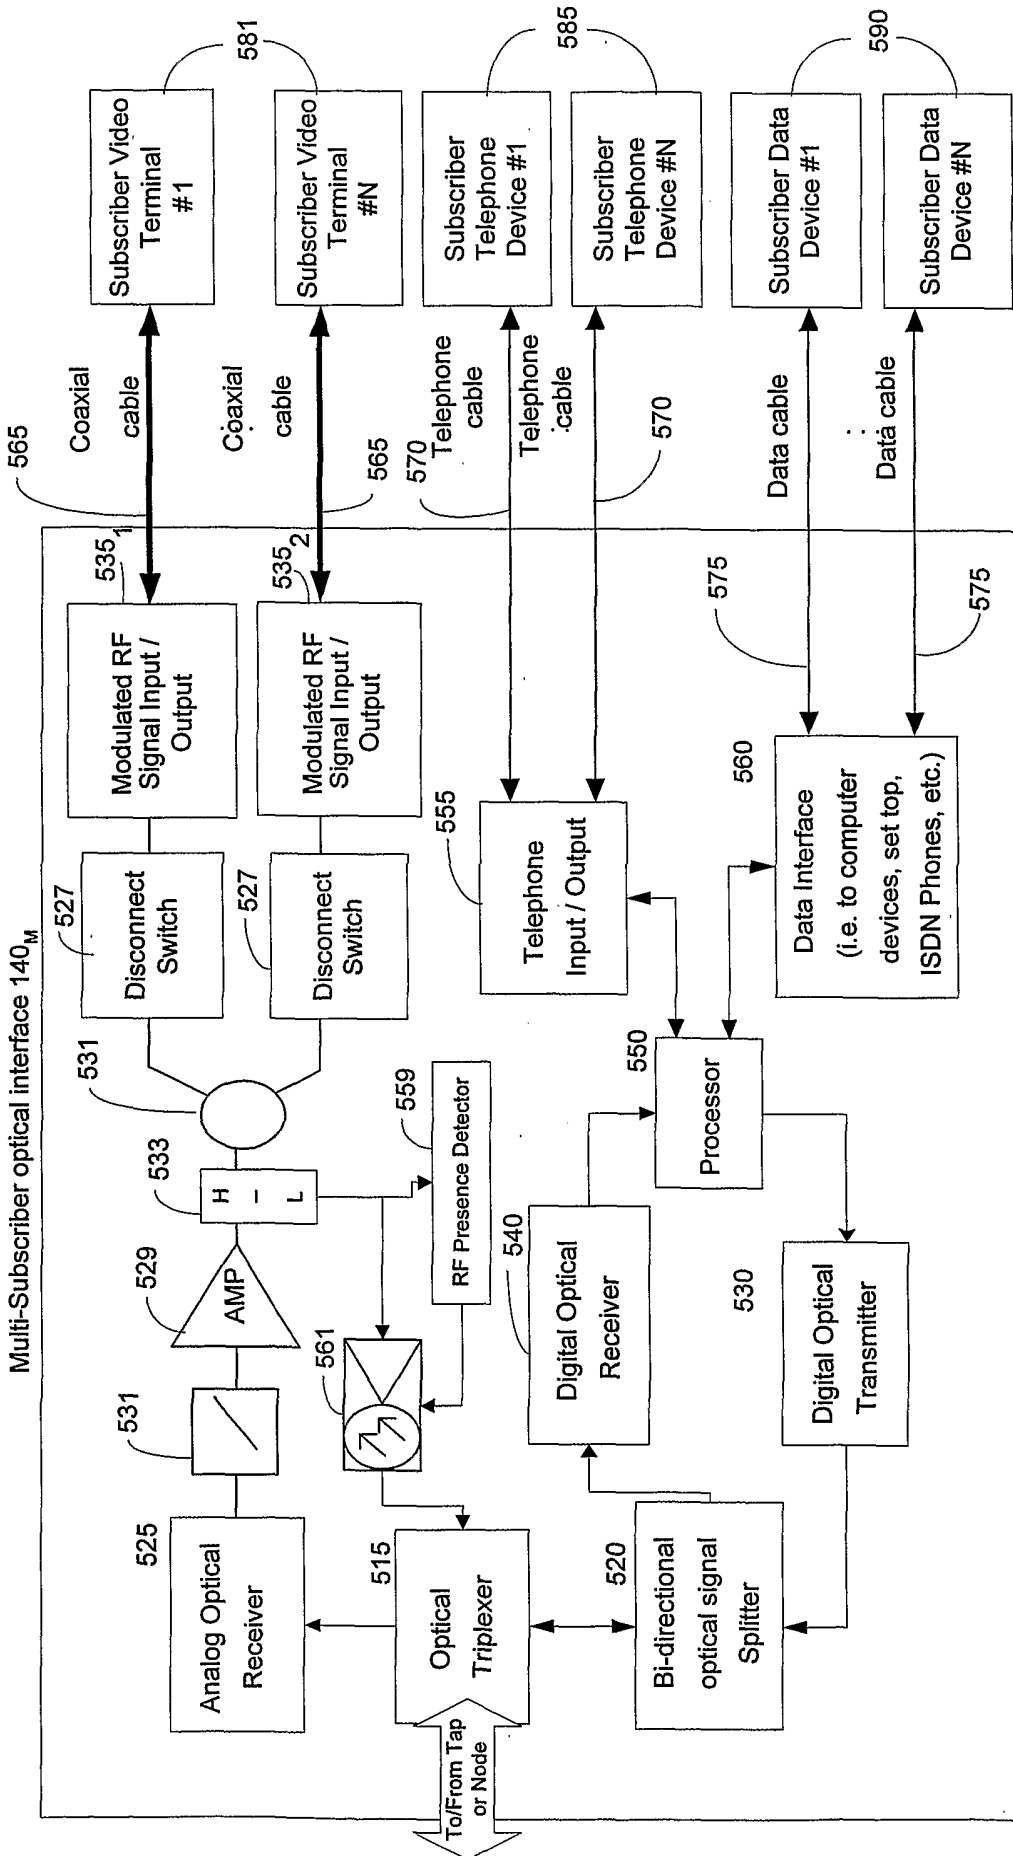 Multi-Subscriber optical interface 140M
To/From Tap
or Node
525
Analog Optical
Receiver
531
529
AMP
533
H
I
L
531
527
Disconnect
Switch
527
Disconnect
Switch
535 1
Modulated RF
Signal Input /
Output
535 2
Modulated RF
Signal Input /
Output
565
Coaxial
cable
565
Coaxial
cable
Subscriber Video
Terminal
#1
581
Subscriber Video
Terminal
#N
515
Optical
Triplexer
561
559
RF Presence Detector
555
Telephone
Input / Output
570
Telephone
cable
Telephone
cable
570
Subscriber
Telephone
Device #1
585
Subscriber
Telephone
Device #N
520
Bi-directional
optical signal
Splitter
540
Digital Optical
Receiver
530
Digital Optical
Transmitter
550
Processor
560
Data Interface
(i.e. to computer
devices, set top,
ISDN Phones, etc.)
575
Data cable
575
Data cable
Subscriber Data
Device #1
590
Subscriber Data
Device #N